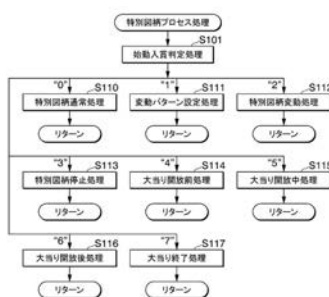 特別図柄プロセス処理
S101
始動入賞判定処理
"0" S110 "1" S111 "2" S112
特別図柄通常処理 変動パターン設定処理 特別図柄変動処理
リターン リターン リターン
"3" S113 "4" S114 "5" S115
特別図柄停止処理 大当り開放前処理 大当り開放中処理
リターン リターン リターン
"6" S116 "7" S117
大当り開放後処理 大当り終了処理
リターン リターン